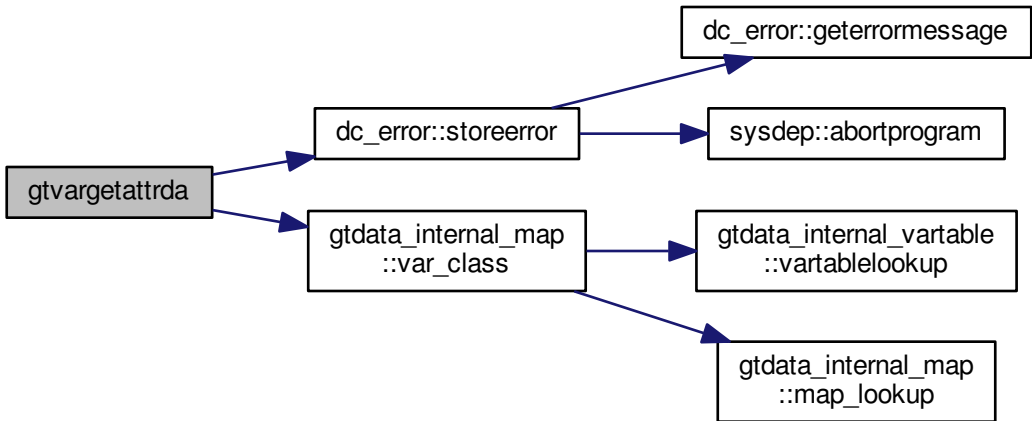 dc_error::geterrormessage
dc_error::storeerror
sysdep::abortprogram
gtvargetattrda
gtdata_internal_map
::var_class
gtdata_internal_vartable
::vartablelookup
gtdata_internal_map
::map_lookup